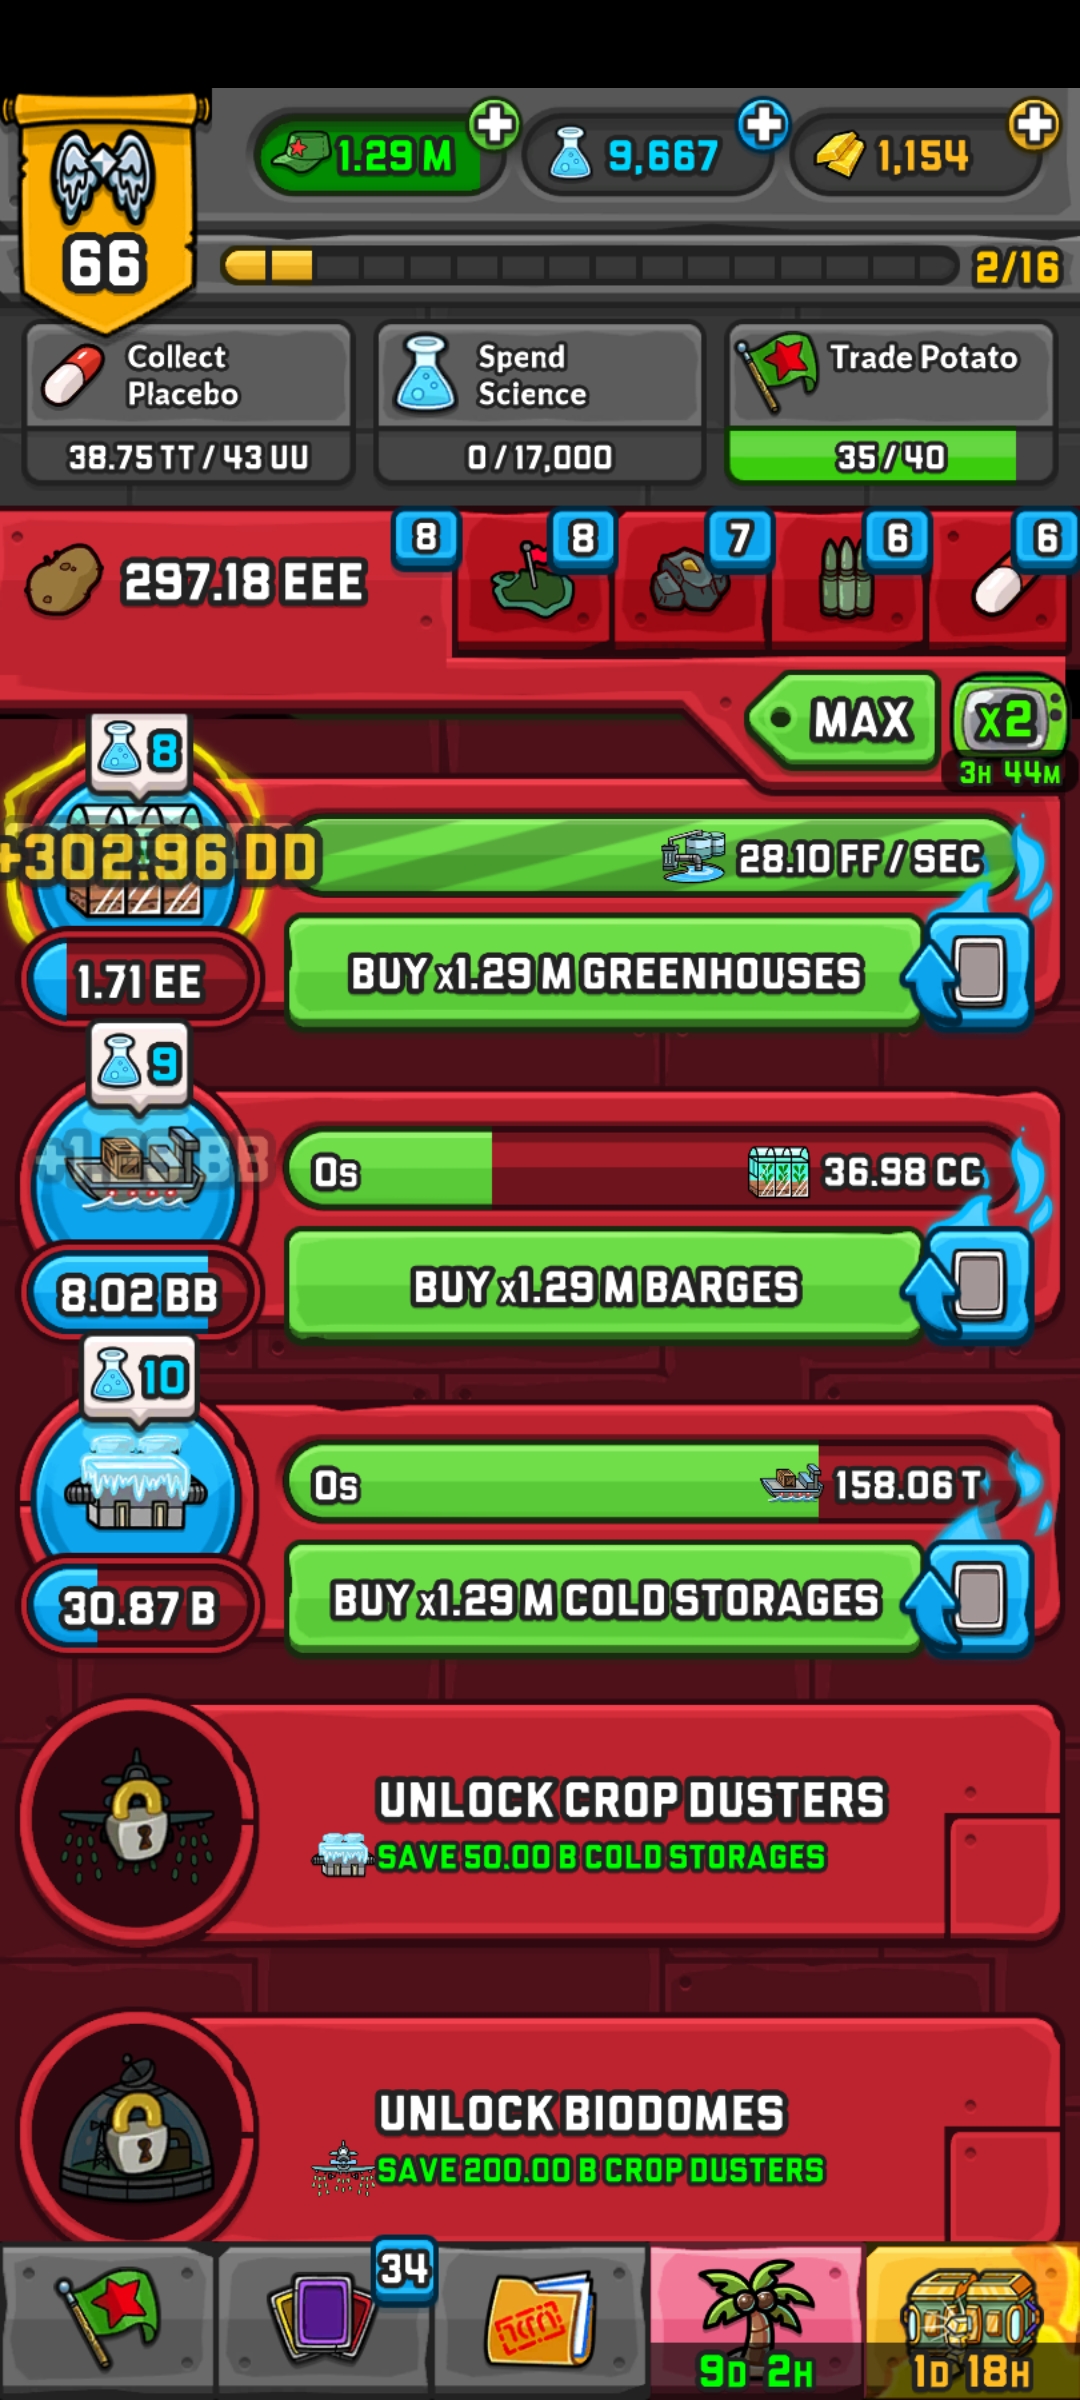 1.29 M
9,667
1,154
66
2/16
Collect
Placebo
38.75 TT / 43 UU
Spend
Science
0 / 17,000
Trade Potato
35 / 40
297.18 EEE
8
8
7
6
6
MAX
x2
3H 44M
8
+302.96 DD
28.10 FF / SEC
1.71 EE
BUY x1.29 M GREENHOUSES
9
0s
36.98 CC
8.02 BB
BUY x1.29 M BARGES
10
0s
158.06 T
30.87 B
BUY x1.29 M COLD STORAGES
UNLOCK CROP DUSTERS
SAVE 50.00 B COLD STORAGES
UNLOCK BIODOMES
SAVE 200.00 B CROP DUSTERS
34
9D 2H
1D 18H